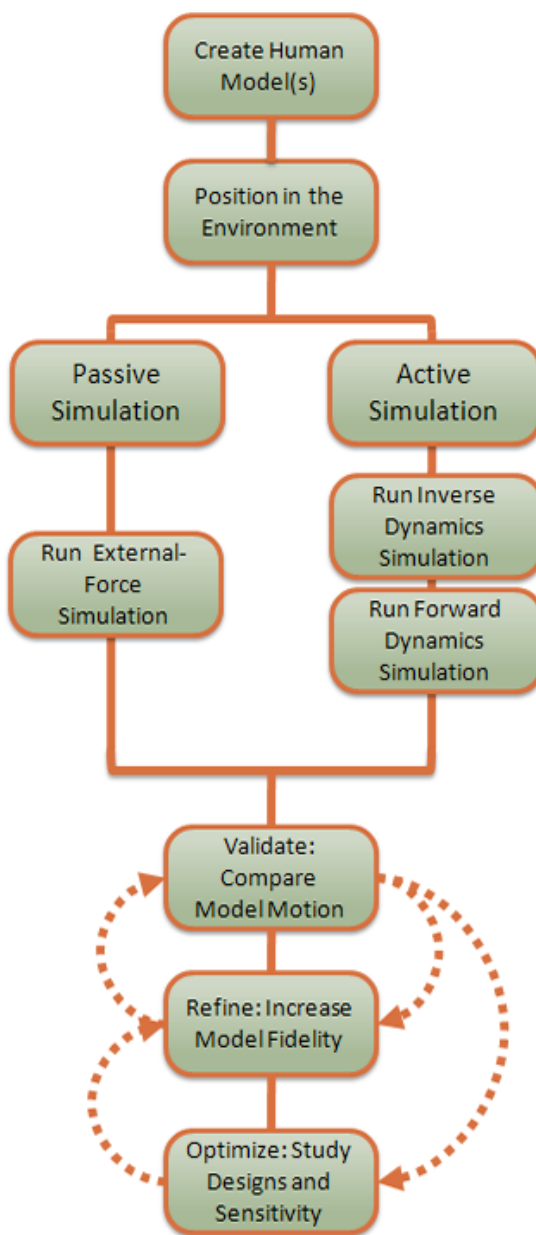 Create Human
Model(s)
Position in the
Environment
Passive
Simulation
Active
Simulation
Run External-
Force
Simulation
Run Inverse
Dynamics
Simulation
Run Forward
Dynamics
Simulation
Validate:
Compare
Model Motion
Refine: Increase
Model Fidelity
Optimize: Study
Designs and
Sensitivity